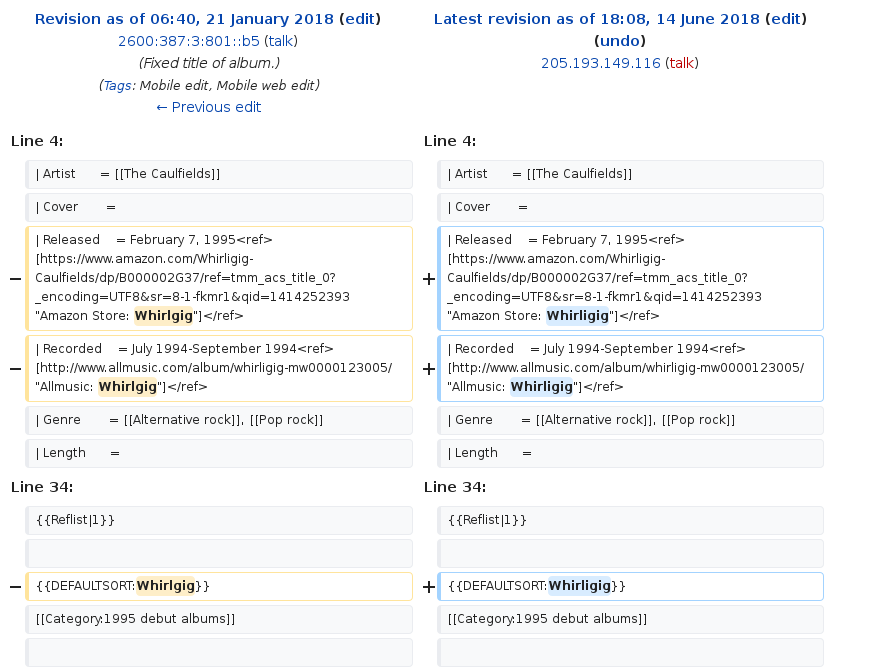 Revision as of 06:40, 21 January 2018 (edit)
2600:387:3:801::b5 (talk)
(Fixed title of album.)
(Tags: Mobile edit, Mobile web edit)
← Previous edit
Latest revision as of 18:08, 14 June 2018 (edit)
(undo)
205.193.149.116 (talk)
Line 4:
Line 4:
| Artist = [[The Caulfields]]
| Artist = [[The Caulfields]]
| Cover =
| Cover =
− | Released = February 7, 1995<ref>
[https://www.amazon.com/Whirligig-
Caulfields/dp/B000002G37/ref=tmm_acs_title_0?
_encoding=UTF8&sr=8-1-fkmr1&qid=1414252393
"Amazon Store: Whirlgig"]</ref>
+ | Released = February 7, 1995<ref>
[https://www.amazon.com/Whirligig-
Caulfields/dp/B000002G37/ref=tmm_acs_title_0?
_encoding=UTF8&sr=8-1-fkmr1&qid=1414252393
"Amazon Store: Whirligig"]</ref>
− | Recorded = July 1994-September 1994<ref>
[http://www.allmusic.com/album/whirligig-mw0000123005/
"Allmusic: Whirlgig"]</ref>
+ | Recorded = July 1994-September 1994<ref>
[http://www.allmusic.com/album/whirligig-mw0000123005/
"Allmusic: Whirligig"]</ref>
| Genre = [[Alternative rock]], [[Pop rock]]
| Genre = [[Alternative rock]], [[Pop rock]]
| Length =
| Length =
Line 34:
Line 34:
{{Reflist|1}}
{{Reflist|1}}
− {{DEFAULTSORT:Whirlgig}}
+ {{DEFAULTSORT:Whirligig}}
[[Category:1995 debut albums]]
[[Category:1995 debut albums]]